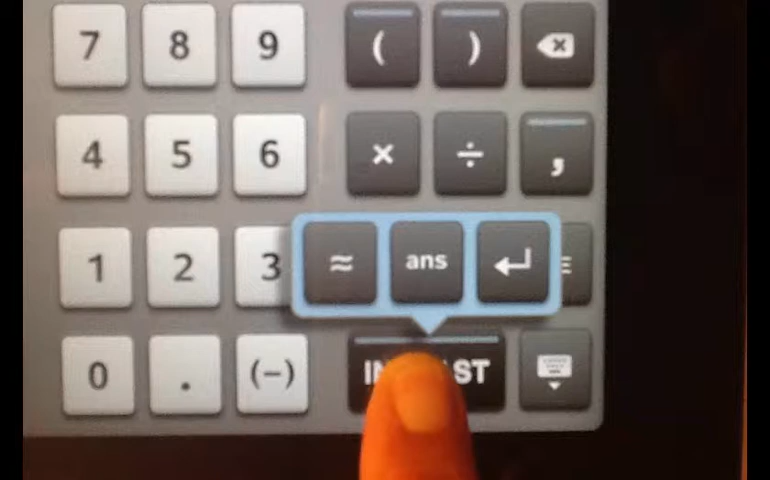 7 8 9 ( )
4 5 6 × ÷ ,
1 2 3 ≈ ans
0 . (−)